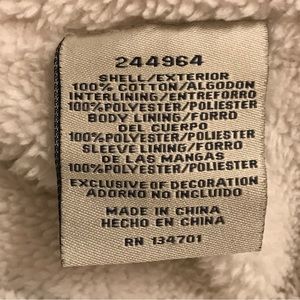 244964
SHELL/EXTERIOR
100% COTTON/ALGODON
INTERLINING/ENTREFORRO
100%POLYESTER/POLIESTER
BODY LINING/FORRO
DEL CUERPO
100%POLYESTER/POLIESTER
SLEEVE LINING/FORRO
DE LAS MANGAS
100%POLYESTER/POLIESTER
EXCLUSIVE OF DECORATION
ADORNO NO INCLUIDO
MADE IN CHINA
HECHO EN CHINA
RN 134701